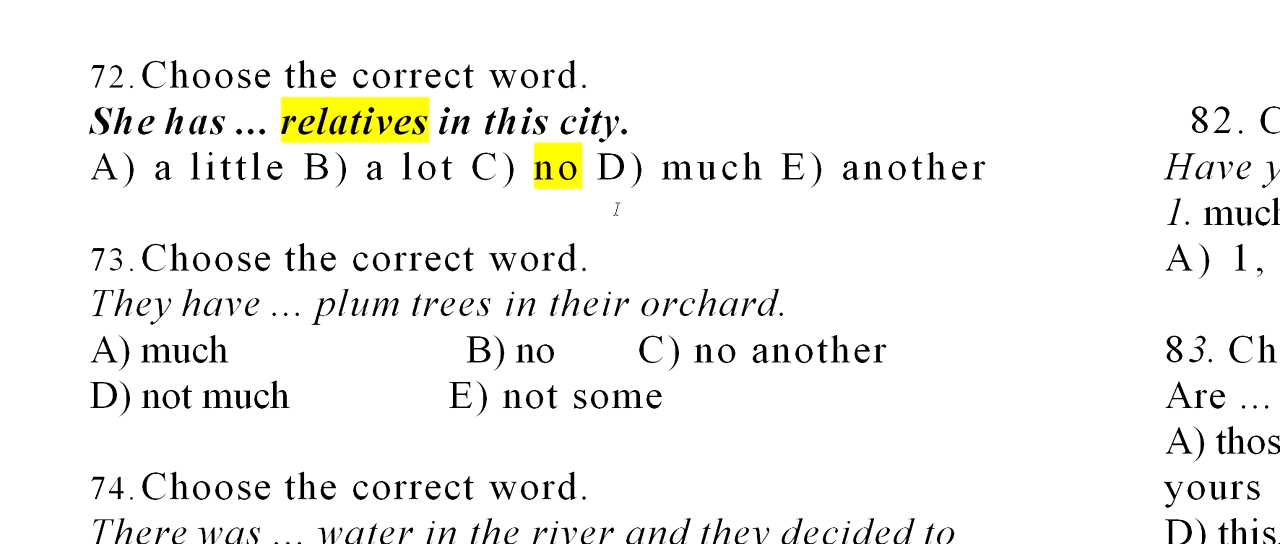 72. Choose the correct word.
She has ... relatives in this city.
A) a little B) a lot C) no D) much E) another
73. Choose the correct word.
They have ... plum trees in their orchard.
A) much B) no C) no another
D) not much E) not some
74. Choose the correct word.
There was ... water in the river and they decided to
82. C
Have y
1. much
A) 1,
83. Ch
Are ...
A) thos
yours
D) this